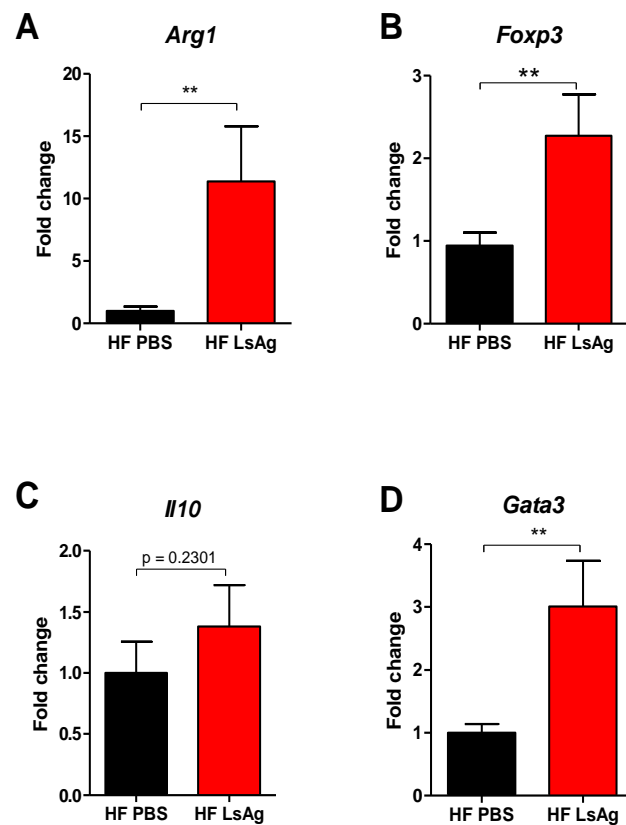 A
Arg1
**
Fold change
20
15
10
5
0
HF PBS HF LsAg
B
Foxp3
**
Fold change
3
2
1
0
HF PBS HF LsAg
C
Il10
p = 0.2301
Fold change
2.0
1.5
1.0
0.5
0.0
HF PBS HF LsAg
D
Gata3
**
Fold change
4
3
2
1
0
HF PBS HF LsAg